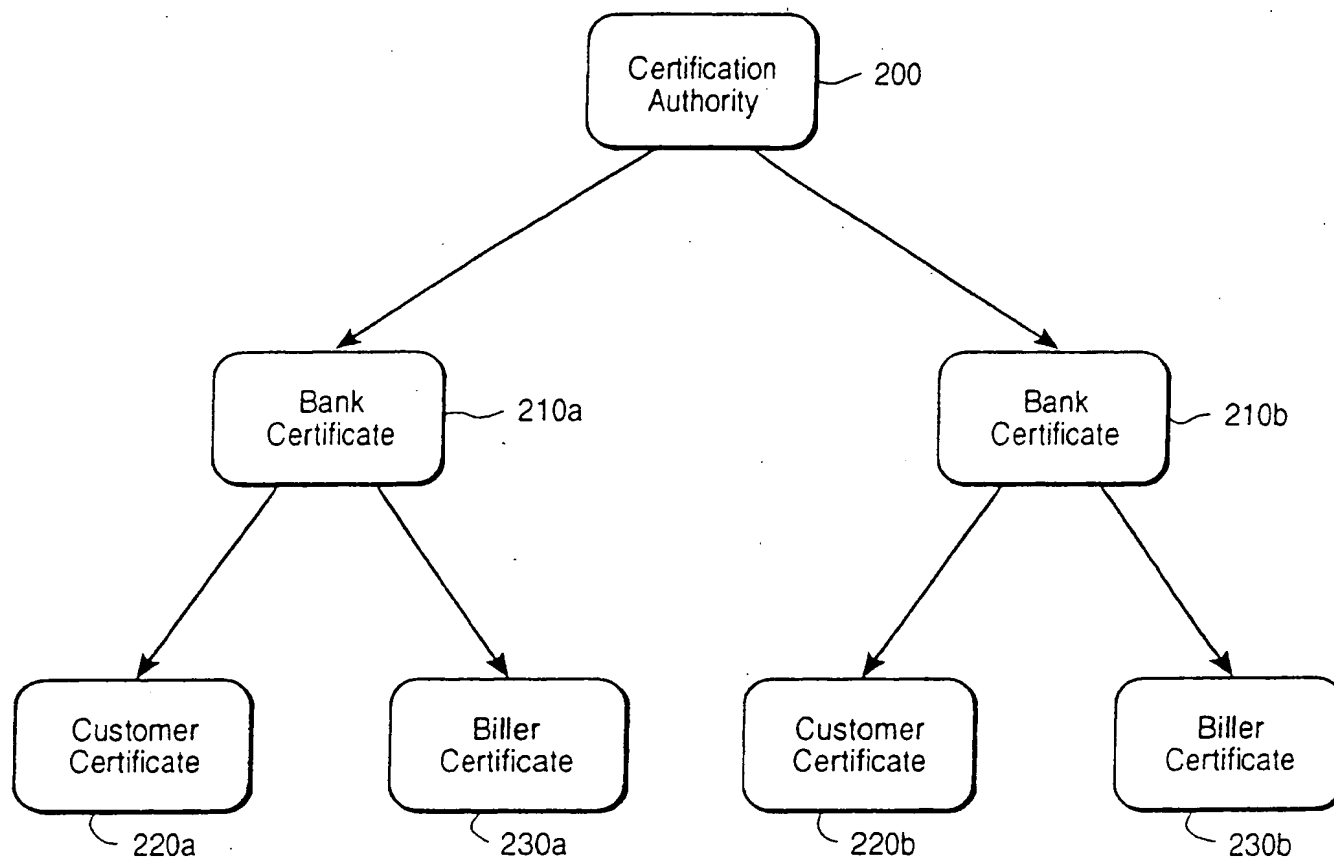 Certification
Authority
200
Bank
Certificate
210a
Bank
Certificate
210b
Customer
Certificate
220a
Biller
Certificate
230a
Customer
Certificate
220b
Biller
Certificate
230b